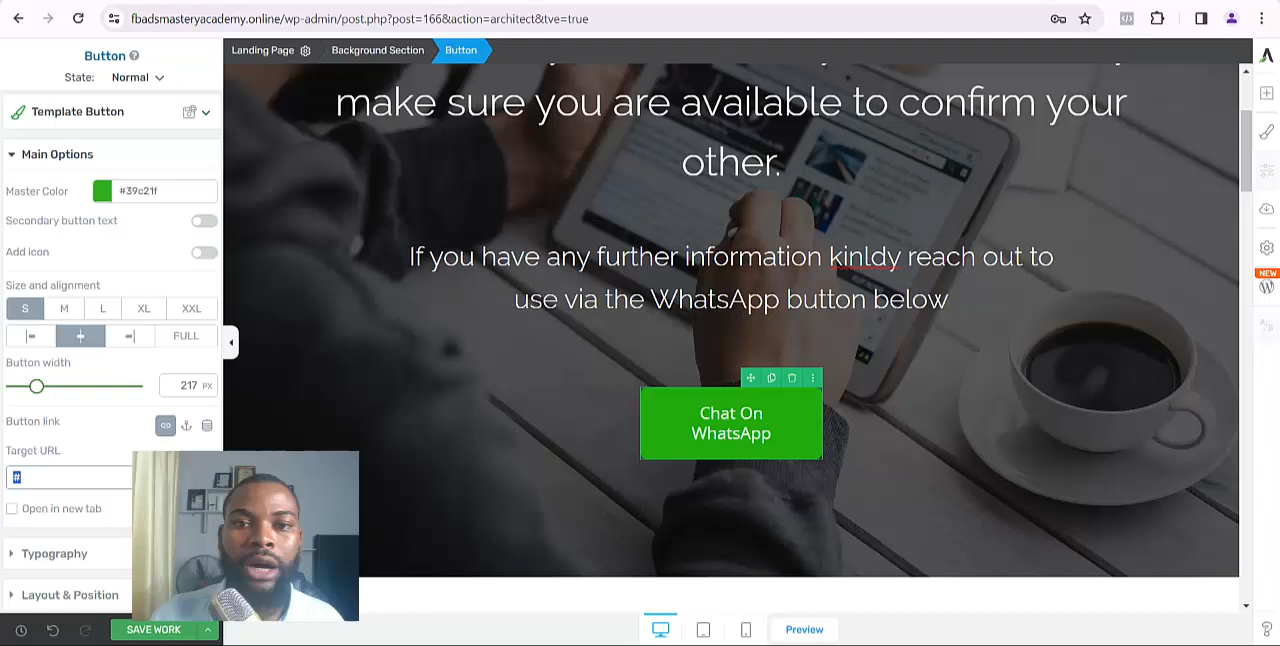 fbadsmasteryacademy.online/wp-admin/post.php?post=166&action=architect&tve=true
Button
State: Normal
Landing Page
Background Section
Button
Template Button
Main Options
Master Color #39c21f
Secondary button text
Add icon
Size and alignment
S M L XL XXL
FULL
Button width
217 PX
Button link
Target URL
#
Open in new tab
Typography
Layout & Position
SAVE WORK
make sure you are available to confirm your
other.
If you have any further information kinldy reach out to
use via the WhatsApp button below
Chat On
WhatsApp
Preview
NEW